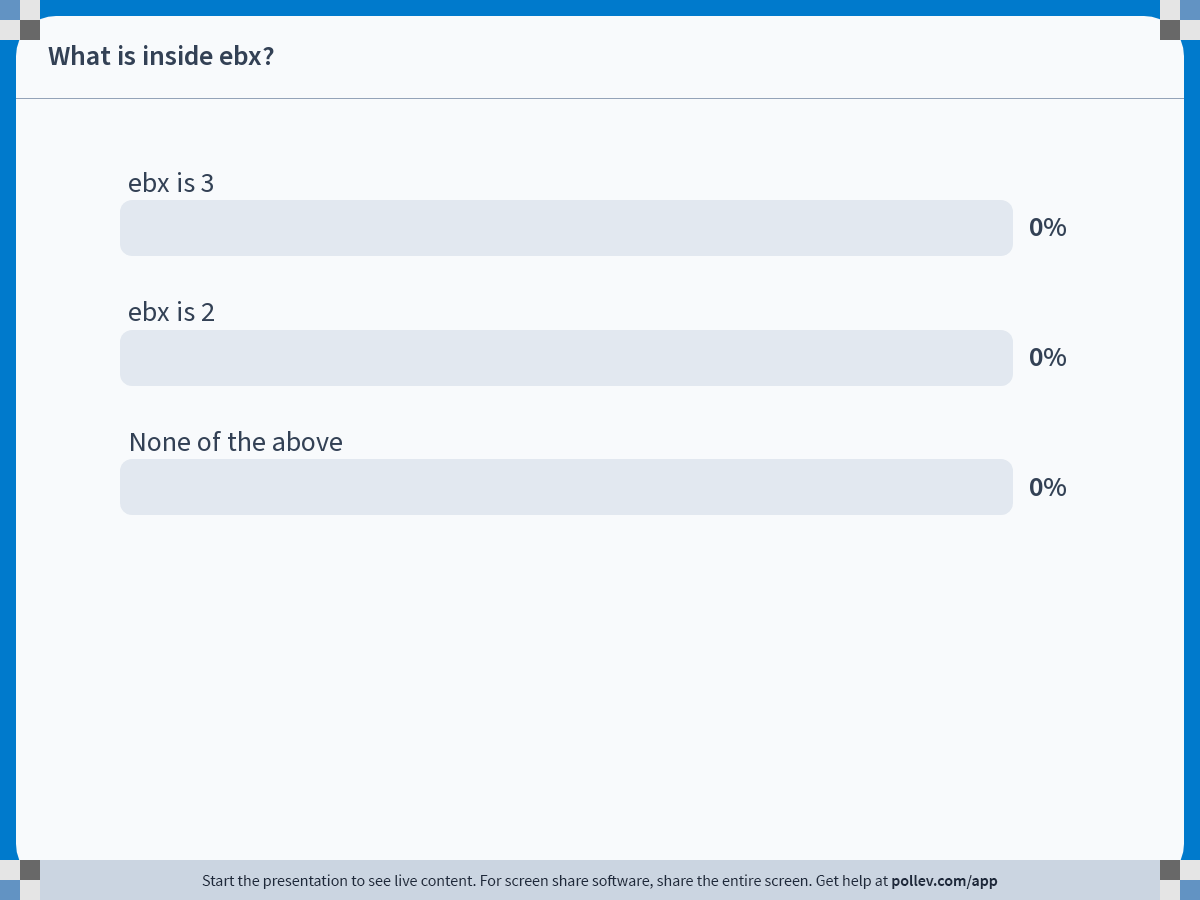 What is inside ebx?
ebx is 3
0%
ebx is 2
0%
None of the above
0%
Start the presentation to see live content. For screen share software, share the entire screen. Get help at pollev.com/app